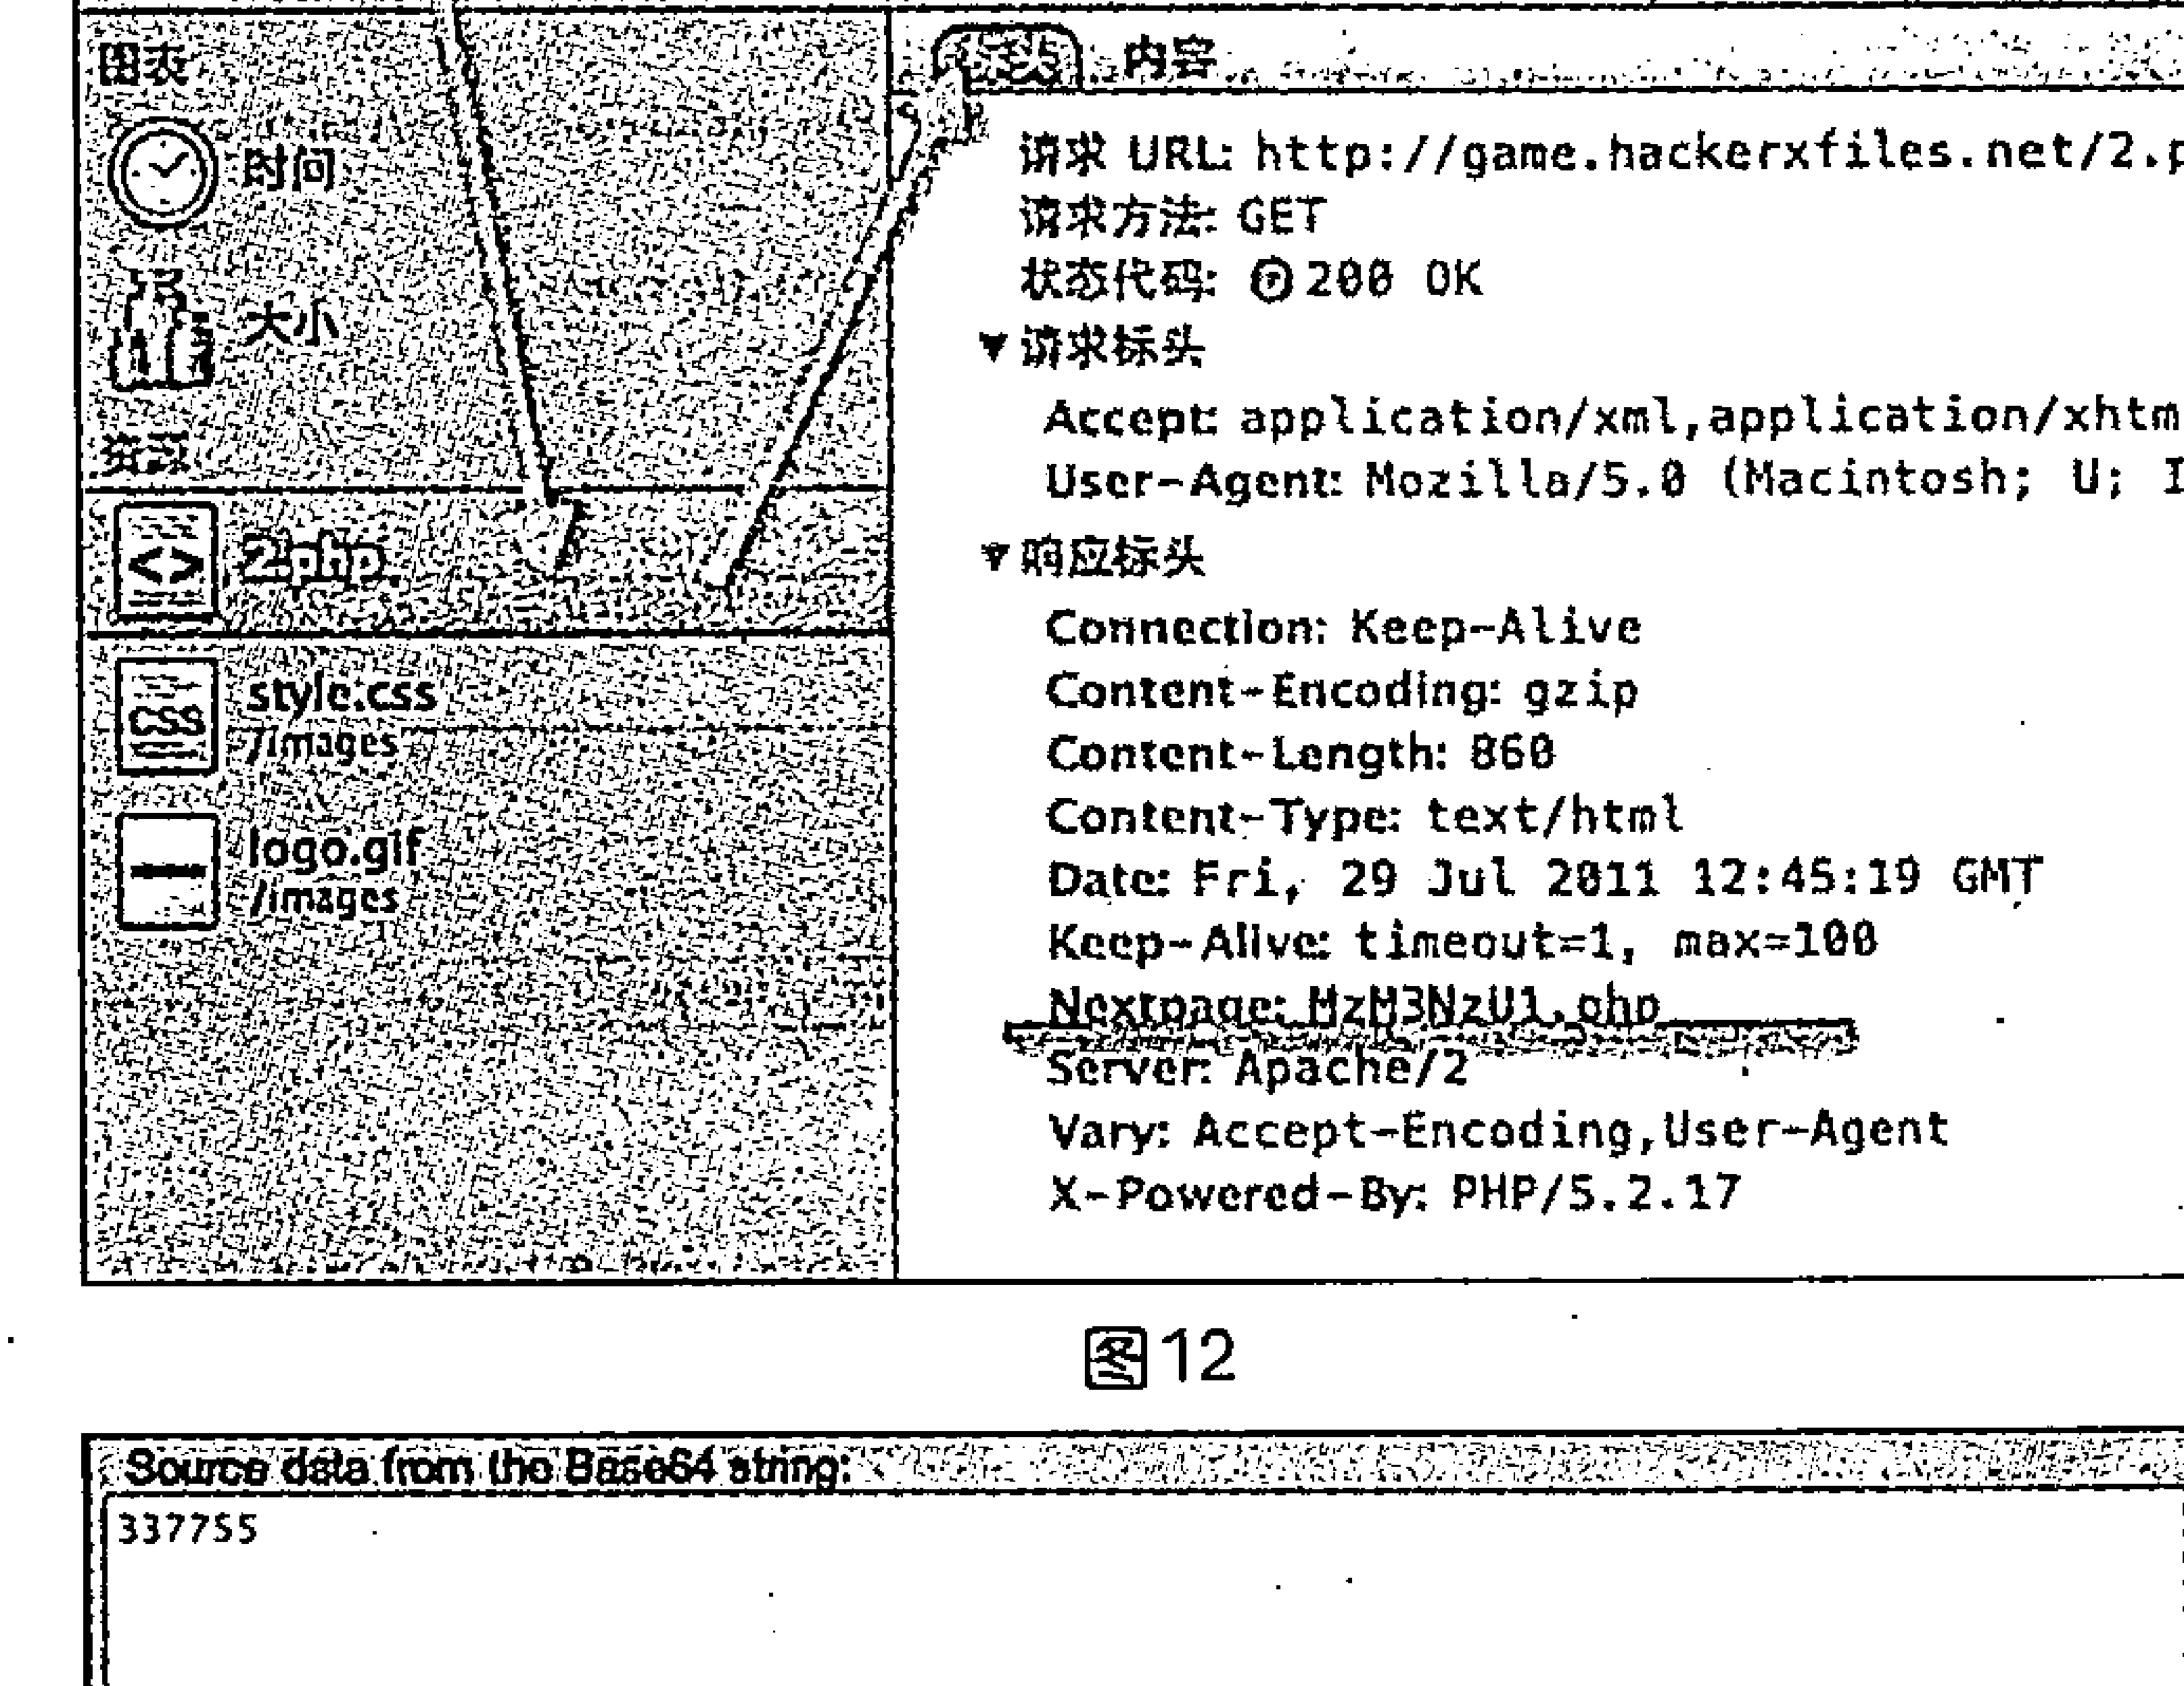 图表
时间
大小
资源
2.php
style.css
/images
logo.gif
/images
标头 内容
请求 URL: http://game.hackerxfiles.net/2.p
请求方法: GET
状态代码: 200 OK
▼请求标头
Accept: application/xml,application/xhtm
User-Agent: Mozilla/5.0 (Macintosh; U; I
▼响应标头
Connection: Keep-Alive
Content-Encoding: gzip
Content-Length: 860
Content-Type: text/html
Date: Fri, 29 Jul 2011 12:45:19 GMT
Keep-Alive: timeout=1, max=100
Nextpage: MzM3NzU1.php
Server: Apache/2
Vary: Accept-Encoding,User-Agent
X-Powered-By: PHP/5.2.17
图12
Source data from the Base64 string:
337755